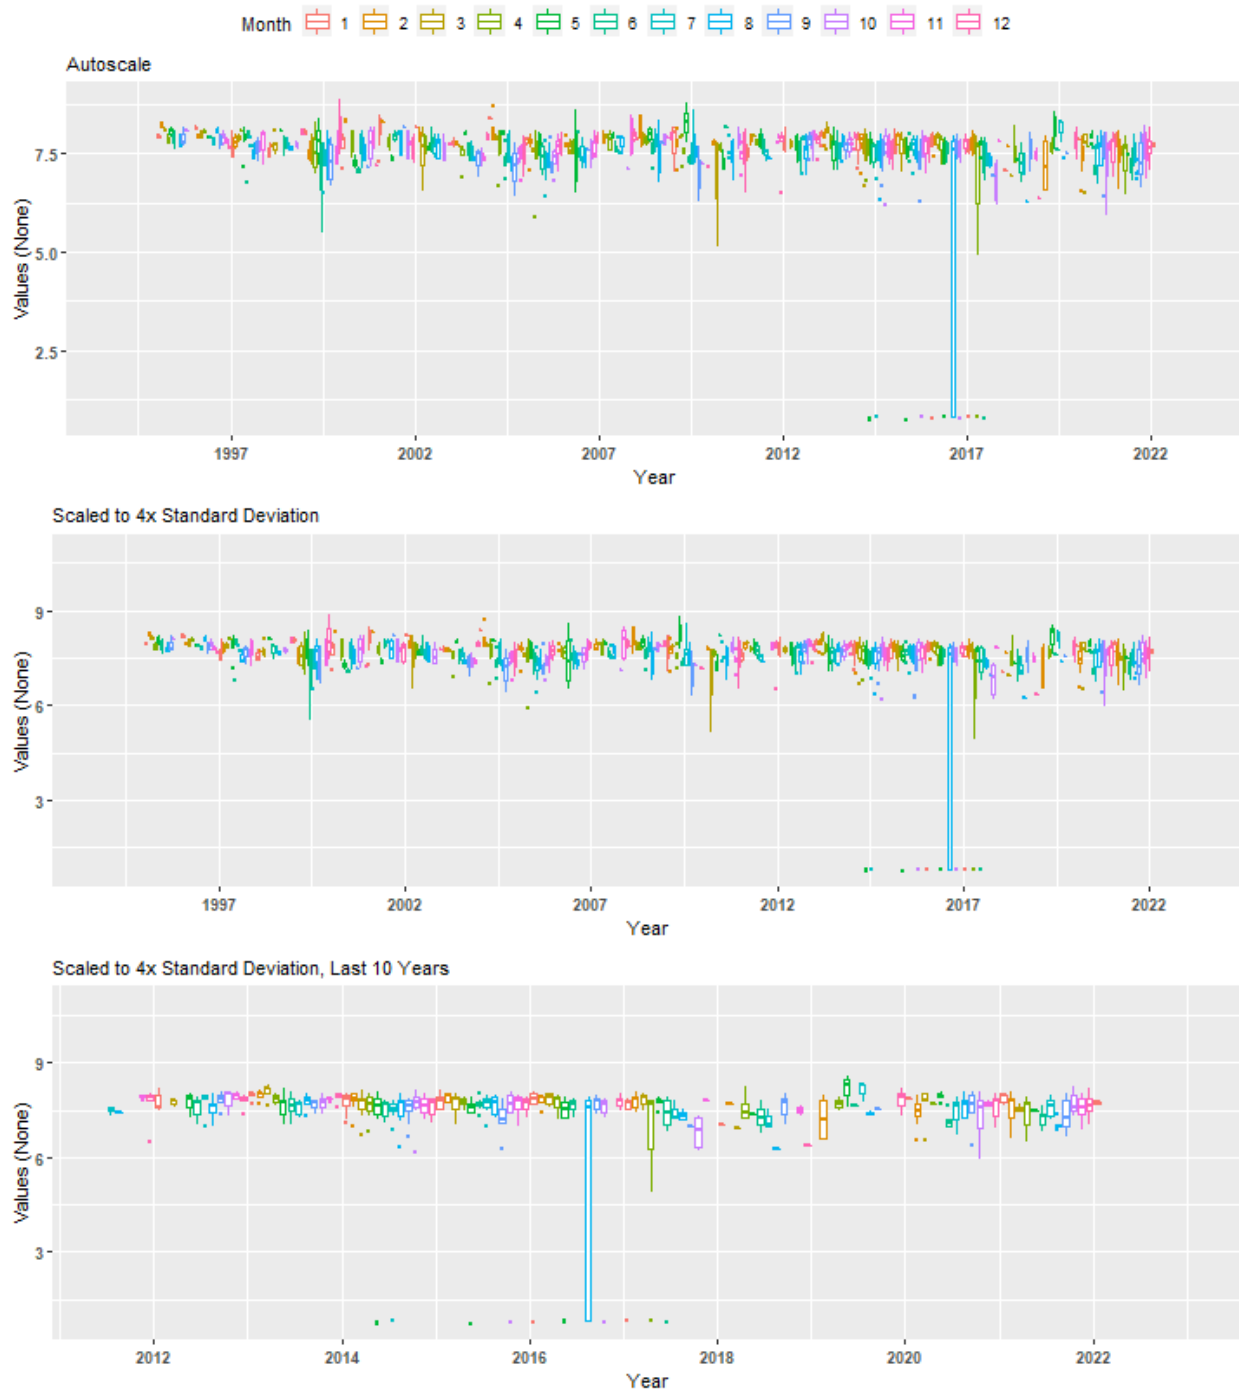 Month 1 2 3 4 5 6 7 8 9 10 11 12
Autoscale
Values (None)
7.5
5.0
2.5
1997 2002 2007 2012 2017 2022
Year
Scaled to 4x Standard Deviation
Values (None)
9
6
3
1997 2002 2007 2012 2017 2022
Year
Scaled to 4x Standard Deviation, Last 10 Years
Values (None)
9
6
3
2012 2014 2016 2018 2020 2022
Year